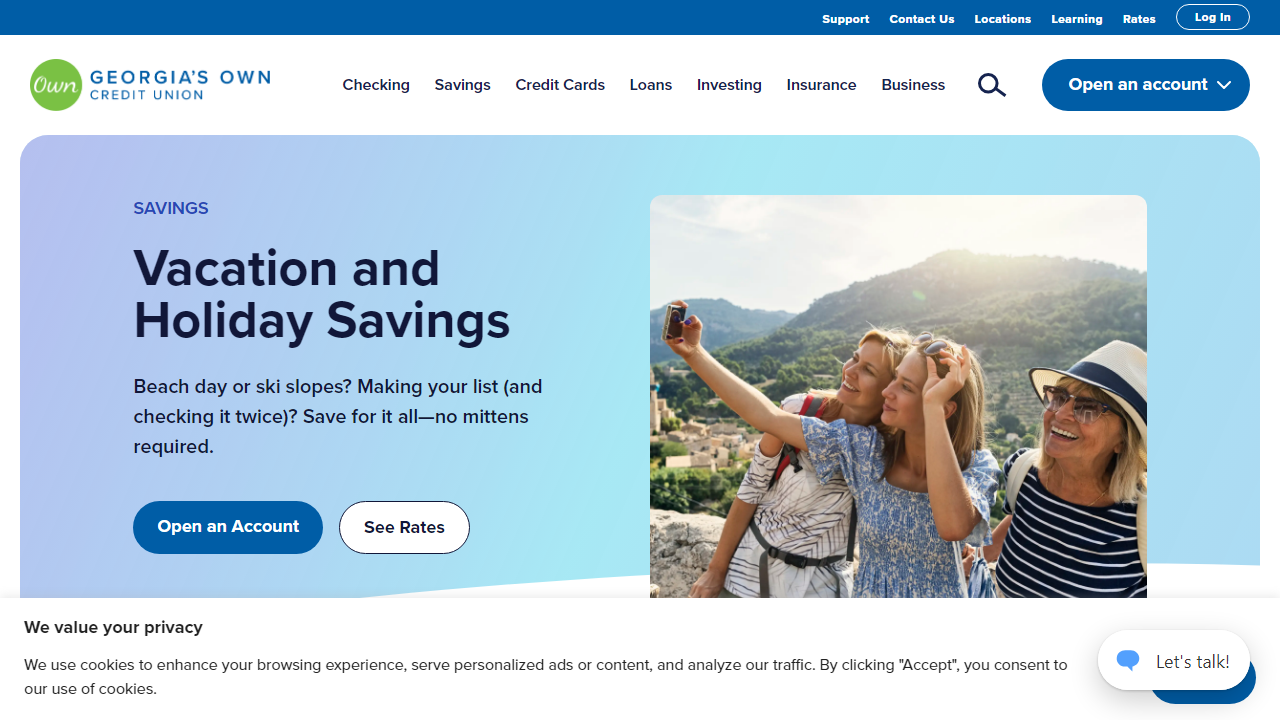 Support Contact Us Locations Learning Rates Log In
Own GEORGIA'S OWN
CREDIT UNION
Checking Savings Credit Cards Loans Investing Insurance Business Open an account
SAVINGS
Vacation and
Holiday Savings
Beach day or ski slopes? Making your list (and
checking it twice)? Save for it all—no mittens
required.
Open an Account See Rates
We value your privacy
We use cookies to enhance your browsing experience, serve personalized ads or content, and analyze our traffic. By clicking "Accept", you consent to
our use of cookies.
Let's talk!